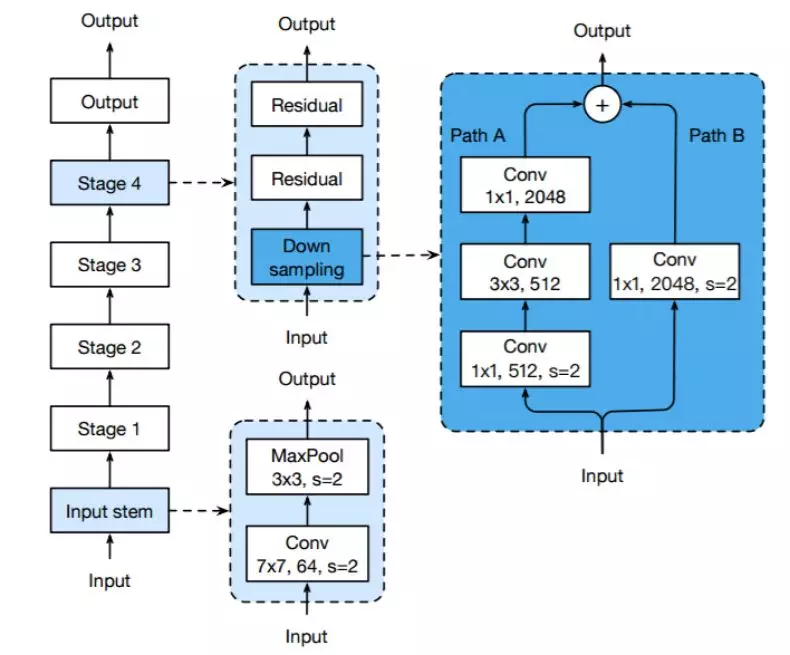 Output
Output
Stage 4
Stage 3
Stage 2
Stage 1
Input stem
Input
Output
Residual
Residual
Down
sampling
Input
Output
MaxPool
3x3, s=2
Conv
7x7, 64, s=2
Input
Output
+
Path A
Path B
Conv
1x1, 2048
Conv
3x3, 512
Conv
1x1, 512, s=2
Conv
1x1, 2048, s=2
Input